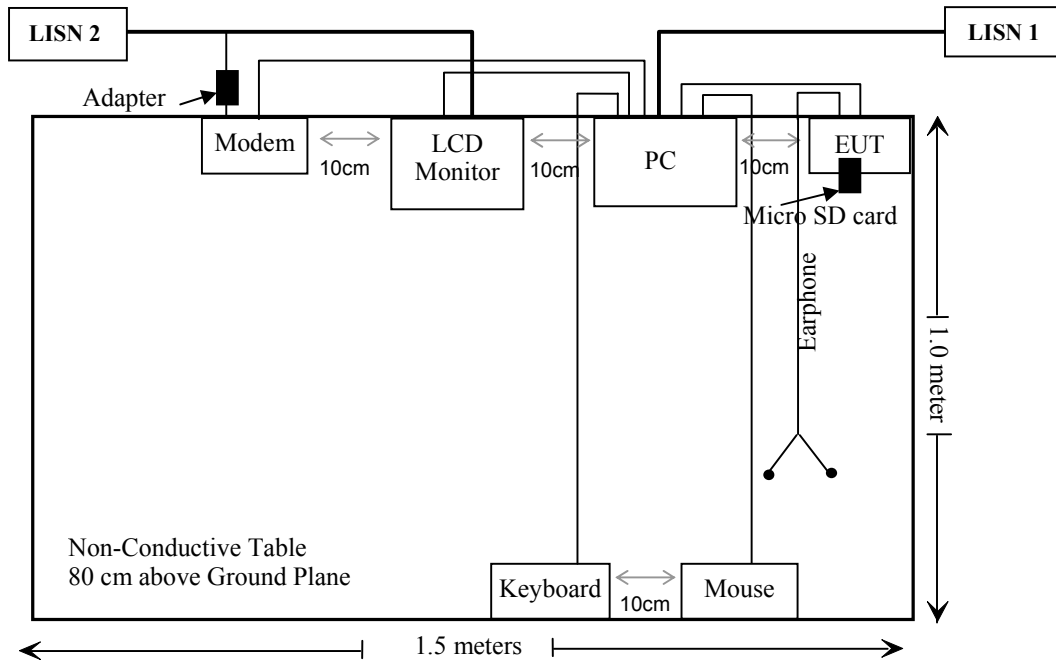 LISN 2
LISN 1
Adapter
Modem
10cm
LCD
Monitor
10cm
PC
10cm
EUT
Micro SD card
Earphone
1.0 meter
Non-Conductive Table
80 cm above Ground Plane
Keyboard
10cm
Mouse
1.5 meters